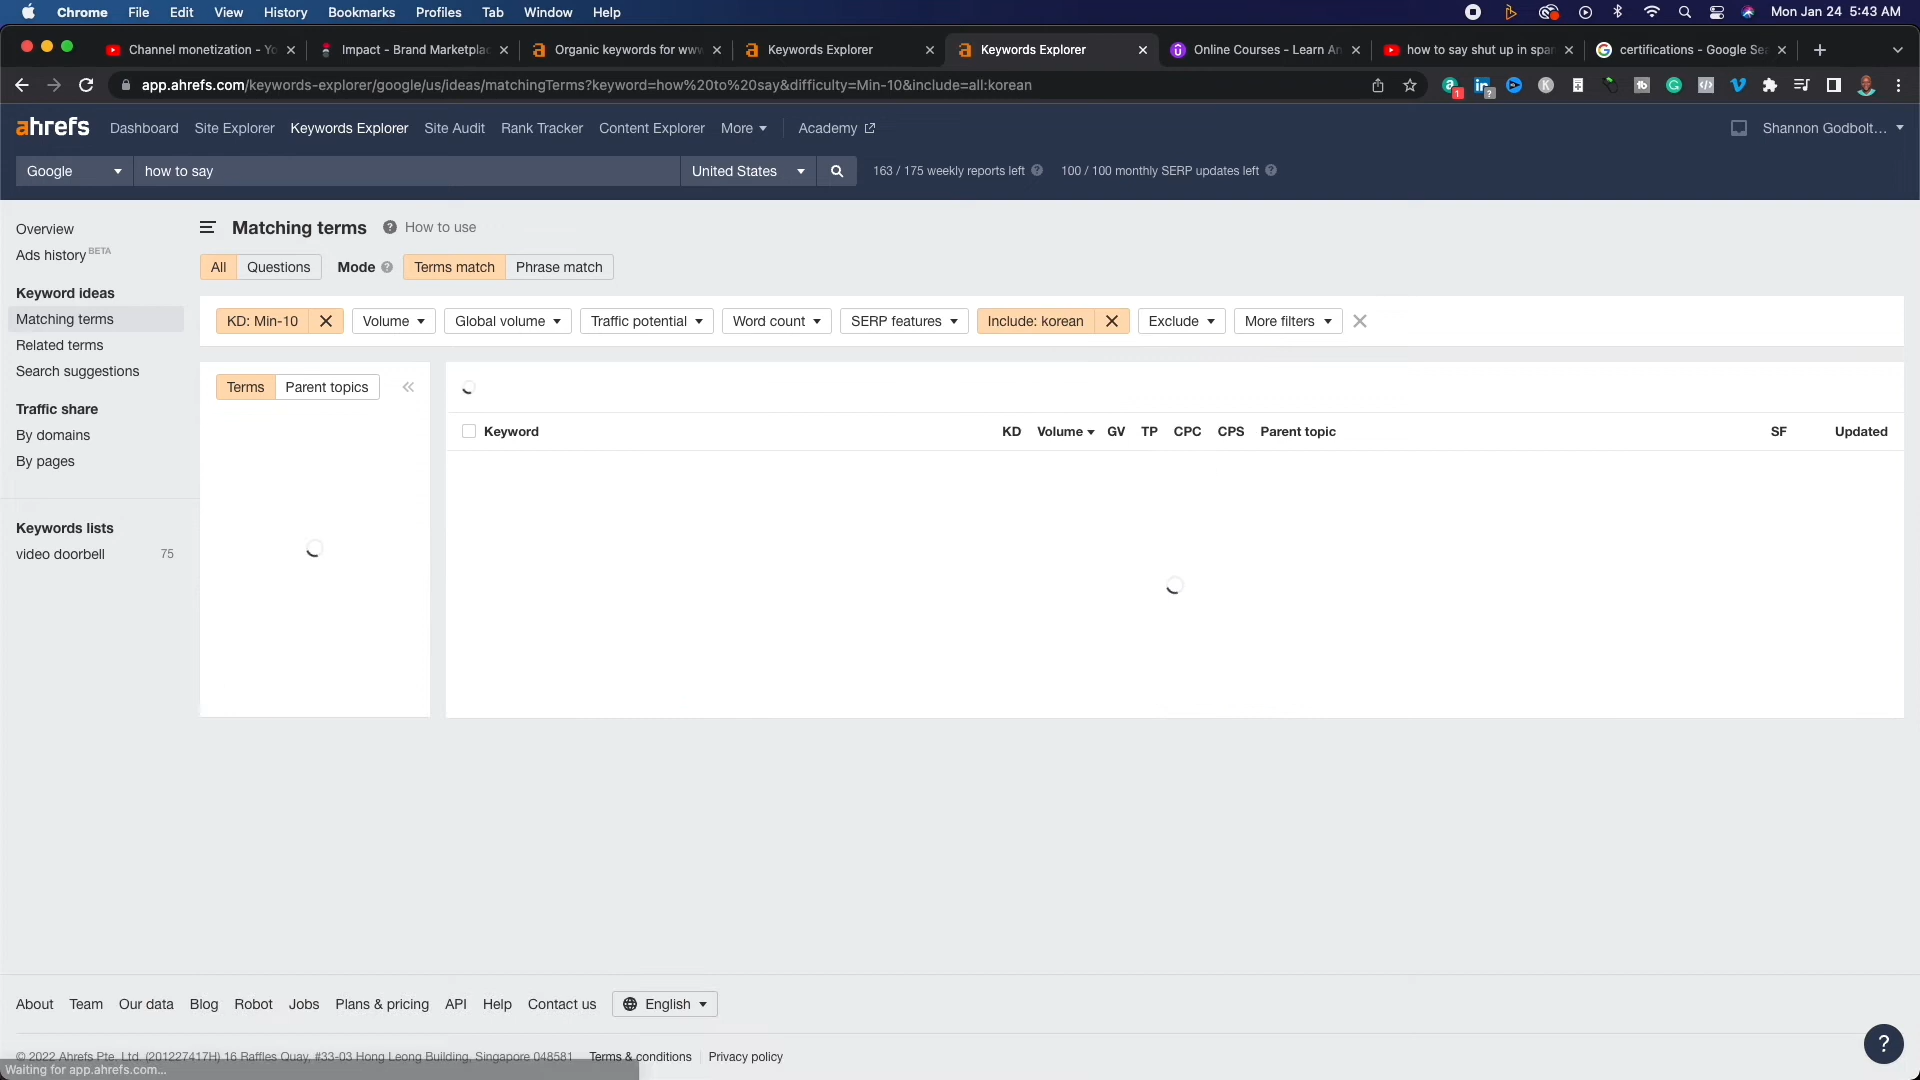 Chrome File Edit View History Bookmarks Profiles Tab Window Help Mon Jan 24 5:43 AM
Channel monetization - Yo Impact - Brand Marketplac Organic keywords for www Keywords Explorer Keywords Explorer Online Courses - Learn An how to say shut up in span certifications - Google Sea
app.ahrefs.com/keywords-explorer/google/us/ideas/matchingTerms?keyword=how%20to%20say&difficulty=Min-10&include=all:korean
ahrefs Dashboard Site Explorer Keywords Explorer Site Audit Rank Tracker Content Explorer More Academy Shannon Godbolt...
Google how to say United States 163 / 175 weekly reports left 100 / 100 monthly SERP updates left
Overview
Ads history BETA
Keyword ideas
Matching terms
Related terms
Search suggestions
Traffic share
By domains
By pages
Keywords lists
video doorbell 75
Matching terms How to use
All Questions Mode Terms match Phrase match
KD: Min-10 Volume Global volume Traffic potential Word count SERP features Include: korean Exclude More filters
Terms Parent topics
Keyword KD Volume GV TP CPC CPS Parent topic SF Updated
About Team Our data Blog Robot Jobs Plans & pricing API Help Contact us English
© 2022 Ahrefs Pte. Ltd. (201227417H) 16 Raffles Quay, #33-03 Hong Leong Building, Singapore 048581 Terms & conditions Privacy policy
Waiting for app.ahrefs.com...
?